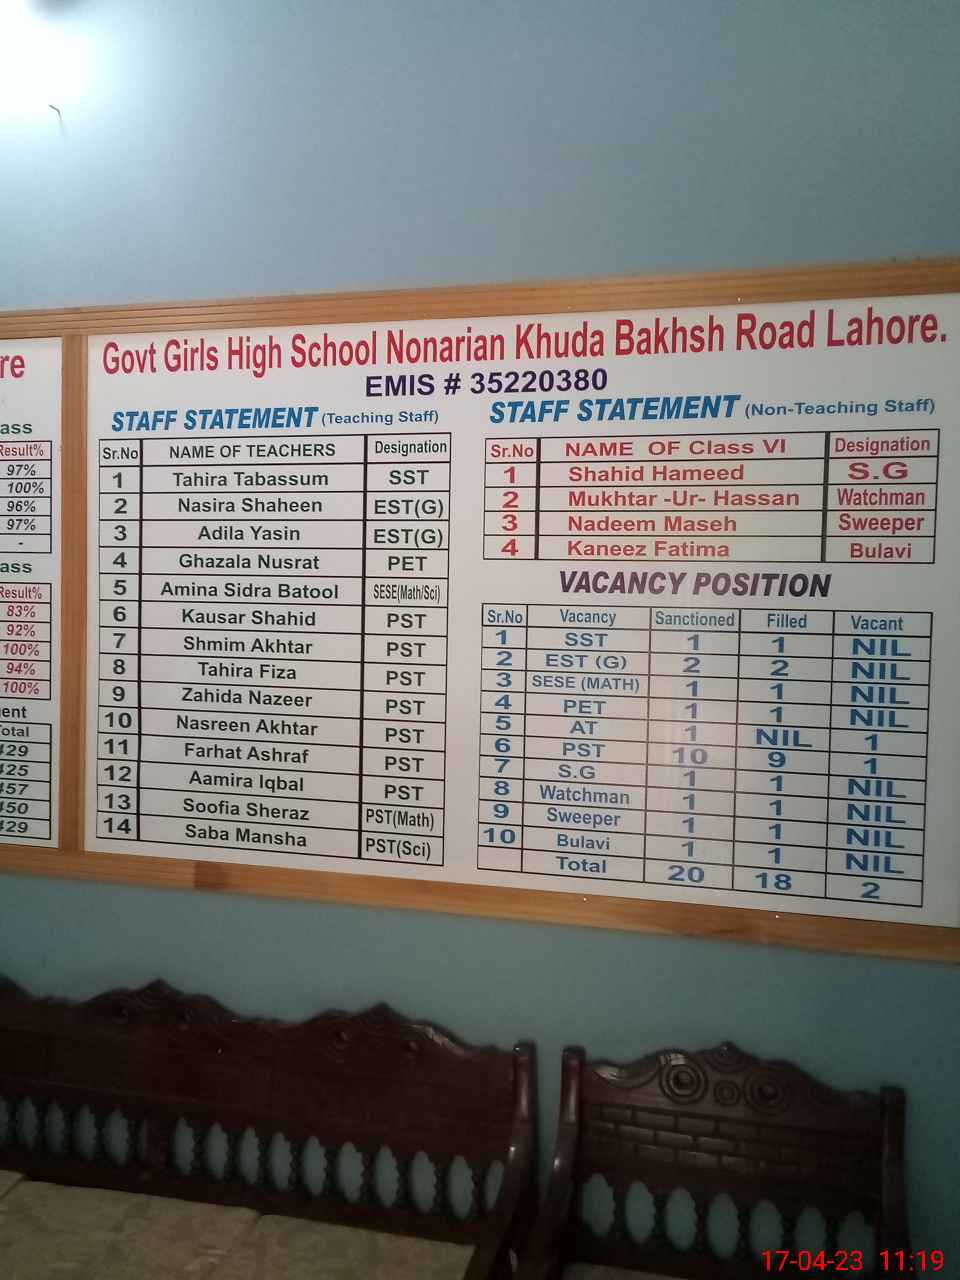 re
ass
Result%
97%
100%
96%
97%
-
ass
Result%
83%
92%
100%
94%
100%
ent
Total
429
425
457
450
429
Govt Girls High School Nonarian Khuda Bakhsh Road Lahore.
EMIS # 35220380
STAFF STATEMENT (Teaching Staff)
Sr.No NAME OF TEACHERS Designation
1 Tahira Tabassum SST
2 Nasira Shaheen EST(G)
3 Adila Yasin EST(G)
4 Ghazala Nusrat PET
5 Amina Sidra Batool SESE(Math/Sci)
6 Kausar Shahid PST
7 Shmim Akhtar PST
8 Tahira Fiza PST
9 Zahida Nazeer PST
10 Nasreen Akhtar PST
11 Farhat Ashraf PST
12 Aamira Iqbal PST
13 Soofia Sheraz PST(Math)
14 Saba Mansha PST(Sci)
STAFF STATEMENT (Non-Teaching Staff)
Sr.No NAME OF Class VI Designation
1 Shahid Hameed S.G
2 Mukhtar -Ur- Hassan Watchman
3 Nadeem Maseh Sweeper
4 Kaneez Fatima Bulavi
VACANCY POSITION
Sr.No Vacancy Sanctioned Filled Vacant
1 SST 1 1 NIL
2 EST (G) 2 2 NIL
3 SESE (MATH) 1 1 NIL
4 PET 1 1 NIL
5 AT 1 NIL 1
6 PST 10 9 1
7 S.G 1 1 NIL
8 Watchman 1 1 NIL
9 Sweeper 1 1 NIL
10 Bulavi 1 1 NIL
Total 20 18 2
17-04-23 11:19